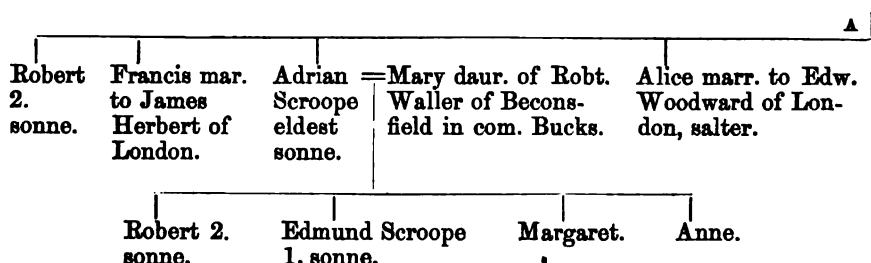 A
Robert
2.
sonne.
Francis mar.
to James
Herbert of
London.
Adrian
Scroope
eldest
sonne.
=Mary daur. of Robt.
Waller of Becons-
field in com. Bucks.
Alice marr. to Edw.
Woodward of Lon-
don, salter.
Robert 2.
sonne.
Edmund Scroope
1. sonne.
Margaret.
Anne.